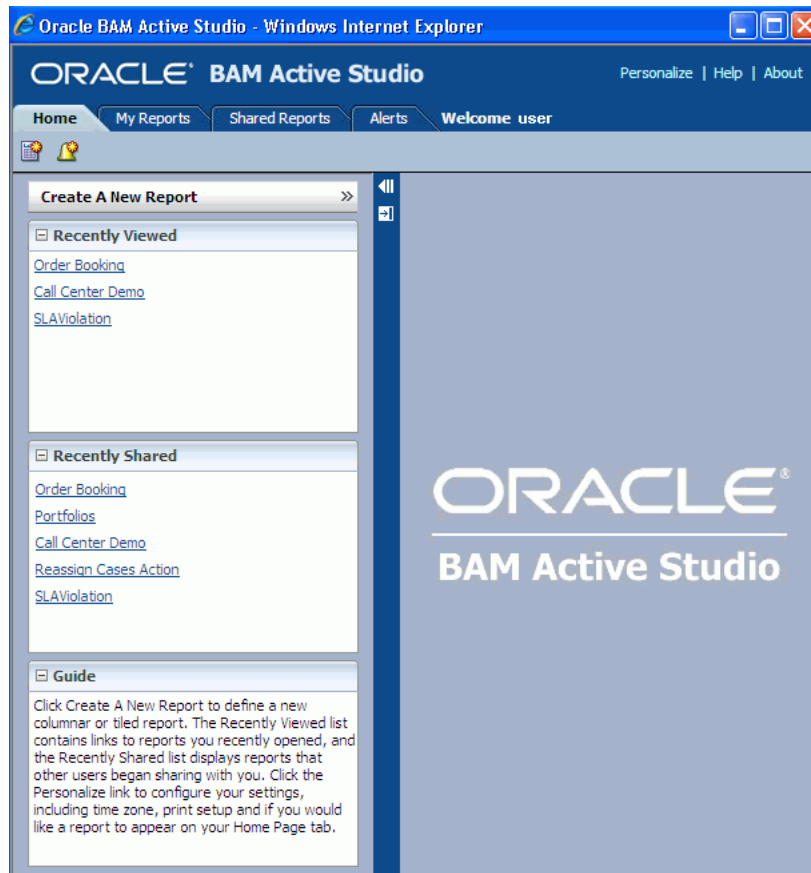 Oracle BAM Active Studio - Windows Internet Explorer
ORACLE® BAM Active Studio
Personalize | Help | About
Home My Reports Shared Reports Alerts Welcome user
Create A New Report »
Recently Viewed
Order Booking
Call Center Demo
SLAViolation
Recently Shared
Order Booking
Portfolios
Call Center Demo
Reassign Cases Action
SLAViolation
Guide
Click Create A New Report to define a new
columnar or tiled report. The Recently Viewed list
contains links to reports you recently opened, and
the Recently Shared list displays reports that
other users began sharing with you. Click the
Personalize link to configure your settings,
including time zone, print setup and if you would
like a report to appear on your Home Page tab.
ORACLE®
BAM Active Studio